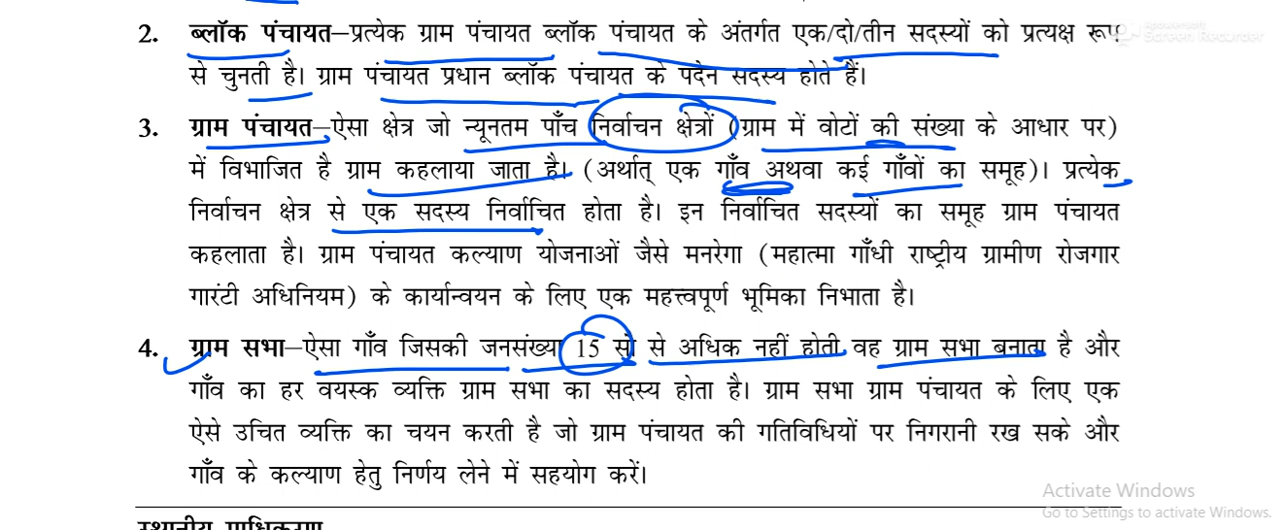 2. ब्लॉक पंचायत–प्रत्येक ग्राम पंचायत ब्लॉक पंचायत के अंतर्गत एक/दो/तीन सदस्यों को प्रत्यक्ष रूप
से चुनती है। ग्राम पंचायत प्रधान ब्लॉक पंचायत के पदेन सदस्य होते हैं।
3. ग्राम पंचायत–ऐसा क्षेत्र जो न्यूनतम पाँच निर्वाचन क्षेत्रों (ग्राम में वोटों की संख्या के आधार पर)
में विभाजित है ग्राम कहलाया जाता है। (अर्थात् एक गाँव अथवा कई गाँवों का समूह)। प्रत्येक
निर्वाचन क्षेत्र से एक सदस्य निर्वाचित होता है। इन निर्वाचित सदस्यों का समूह ग्राम पंचायत
कहलाता है। ग्राम पंचायत कल्याण योजनाओं जैसे मनरेगा (महात्मा गाँधी राष्ट्रीय ग्रामीण रोजगार
गारंटी अधिनियम) के कार्यान्वयन के लिए एक महत्त्वपूर्ण भूमिका निभाता है।
4. ग्राम सभा–ऐसा गाँव जिसकी जनसंख्या 15 सौ से अधिक नहीं होती वह ग्राम सभा बनाता है और
गाँव का हर वयस्क व्यक्ति ग्राम सभा का सदस्य होता है। ग्राम सभा ग्राम पंचायत के लिए एक
ऐसे उचित व्यक्ति का चयन करती है जो ग्राम पंचायत की गतिविधियों पर निगरानी रख सके और
गाँव के कल्याण हेतु निर्णय लेने में सहयोग करें।
Activate Windows
Go to Settings to activate Windows.
Screen Recorder